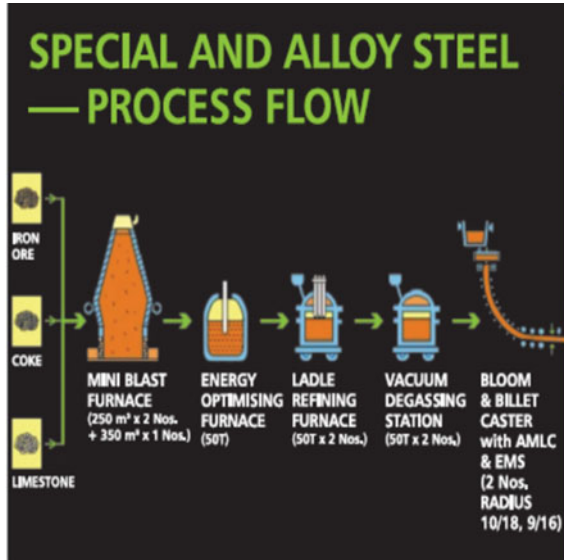 SPECIAL AND ALLOY STEEL
— PROCESS FLOW
IRON
ORE
COKE
LIMESTONE
MINI BLAST
FURNACE
(250 m³ x 2 Nos.
+ 350 m³ x 1 Nos.)
ENERGY
OPTIMISING
FURNACE
(50T)
LADLE
REFINING
FURNACE
(50T x 2 Nos.)
VACUUM
DEGASSING
STATION
(50T x 2 Nos.)
BLOOM
& BILLET
CASTER
with AMLC
& EMS
(2 Nos.
RADIUS
10/18, 9/16)